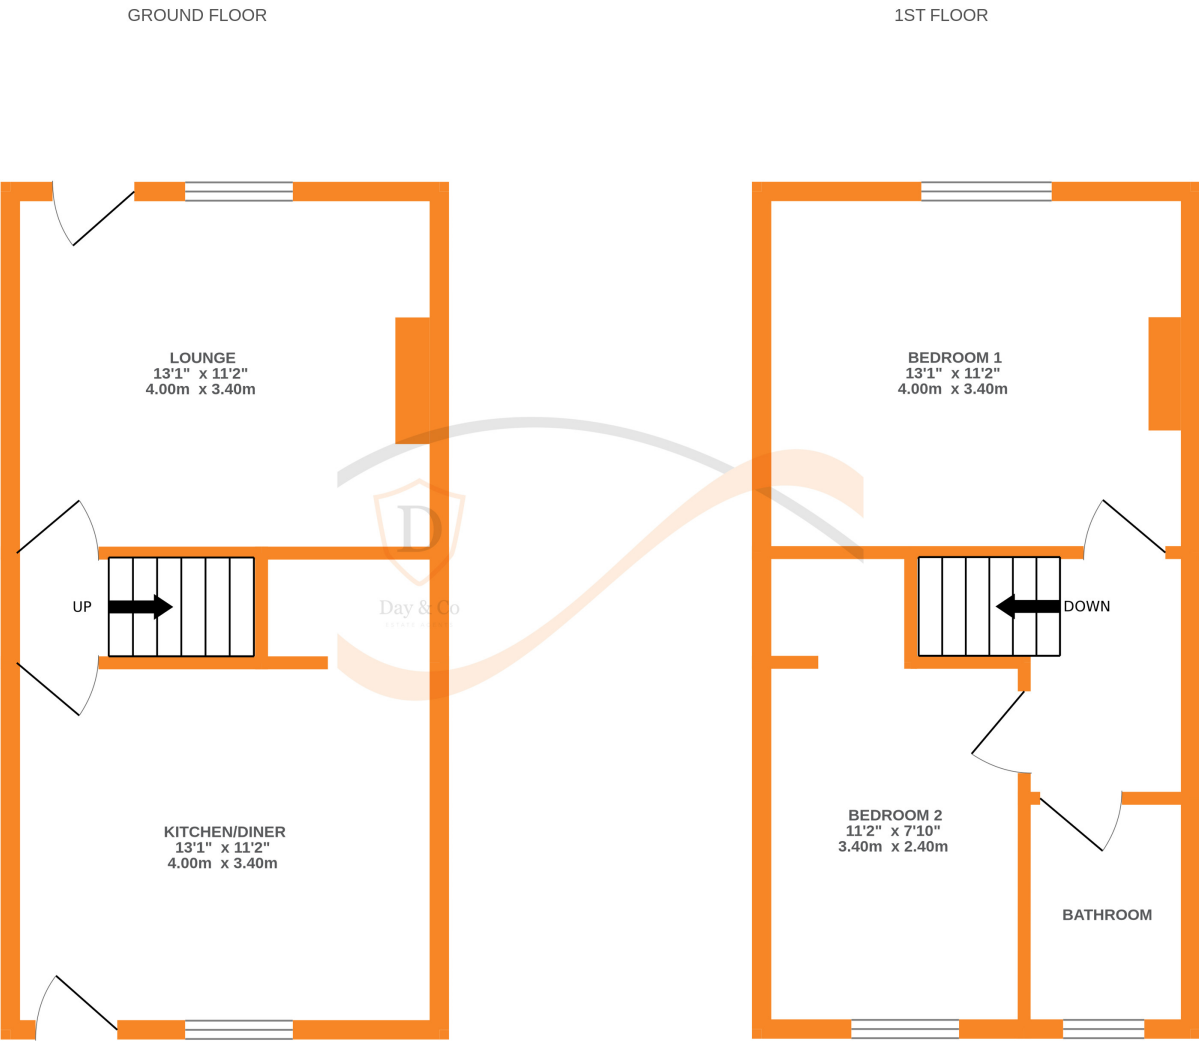 GROUND FLOOR
1ST FLOOR
LOUNGE
13'1" x 11'2"
4.00m x 3.40m
BEDROOM 1
13'1" x 11'2"
4.00m x 3.40m
D
Day & Co
UP
DOWN
KITCHEN/DINER
13'1" x 11'2"
4.00m x 3.40m
BEDROOM 2
11'2" x 7'10"
3.40m x 2.40m
BATHROOM